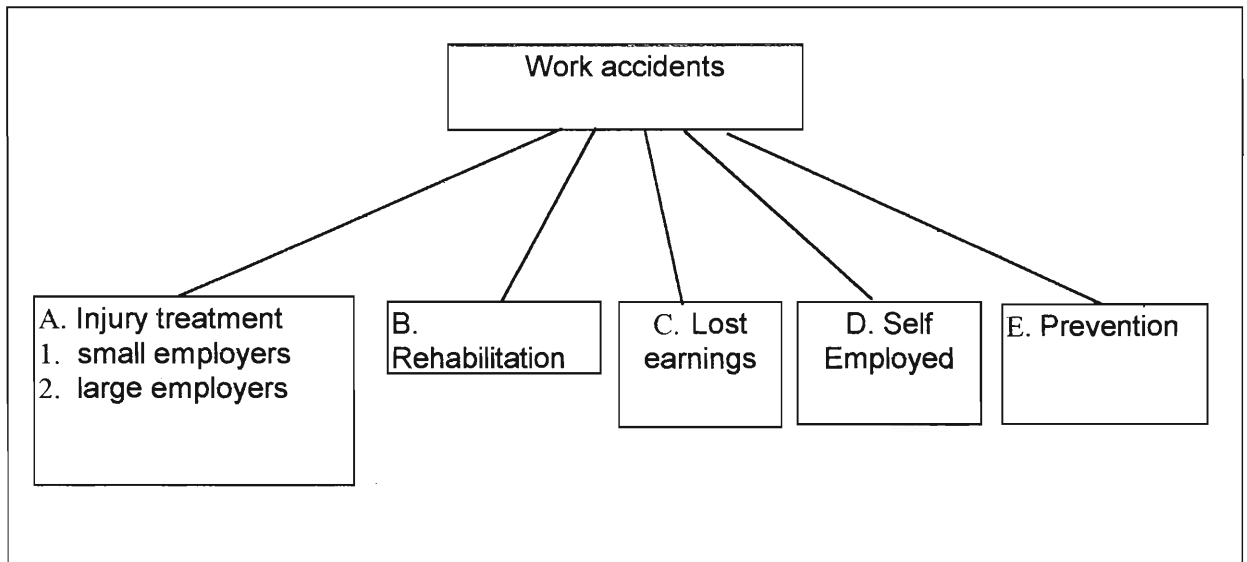 Work accidents
A. Injury treatment
1. small employers
2. large employers
B.
Rehabilitation
C. Lost
earnings
D. Self
Employed
E. Prevention